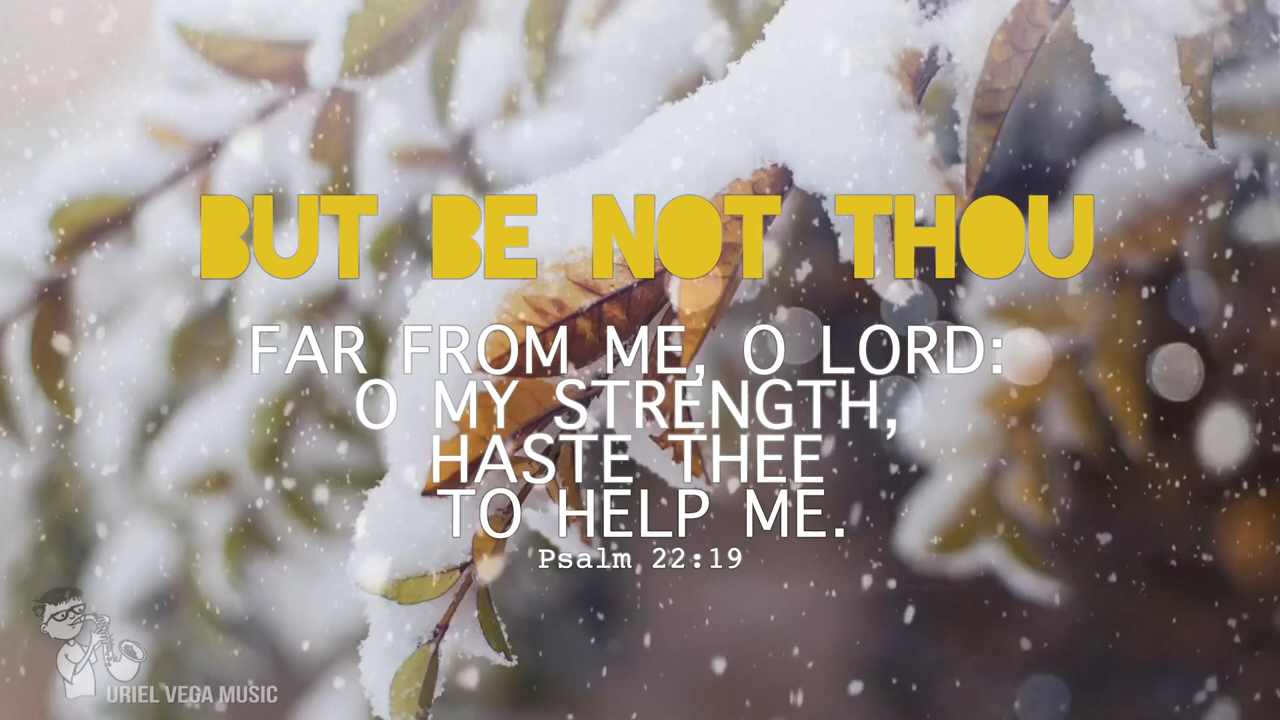 BUT BE NOT THOU
FAR FROM ME, O LORD:
O MY STRENGTH,
HASTE THEE
TO HELP ME.
Psalm 22:19
URIEL VEGA MUSIC